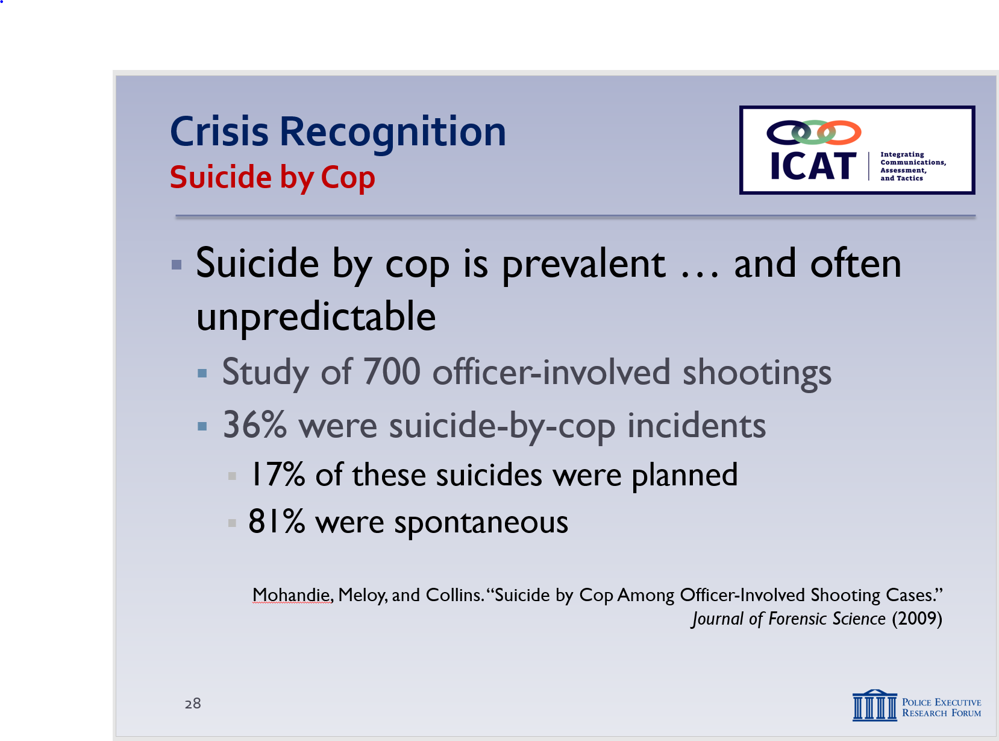 Crisis Recognition
Suicide by Cop
ICAT
Integrating
Communications,
Assessment,
and Tactics
Suicide by cop is prevalent … and often
unpredictable
Study of 700 officer-involved shootings
36% were suicide-by-cop incidents
17% of these suicides were planned
81% were spontaneous
Mohandie, Meloy, and Collins. “Suicide by Cop Among Officer-Involved Shooting Cases.”
Journal of Forensic Science (2009)
28
POLICE EXECUTIVE
RESEARCH FORUM